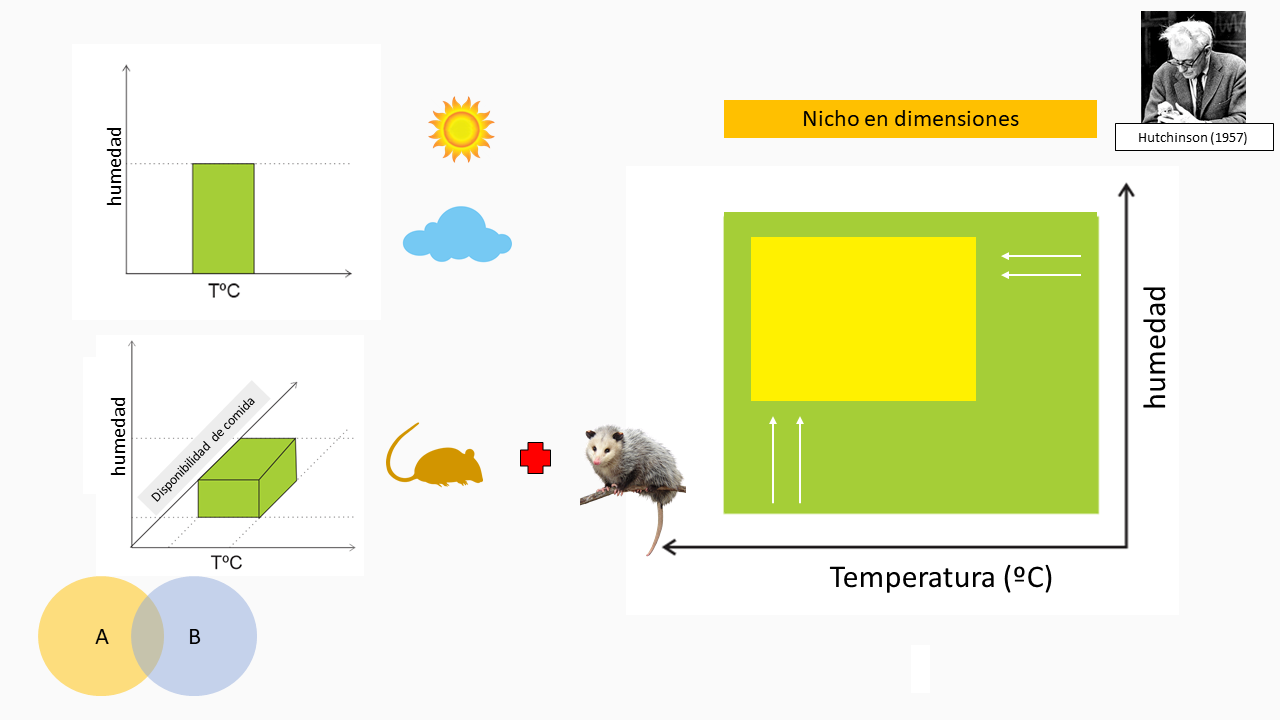 humedad
TºC
Nicho en dimensiones
Hutchinson (1957)
humedad
Temperatura (ºC)
humedad
Disponibilidad de comida
TºC
A
B